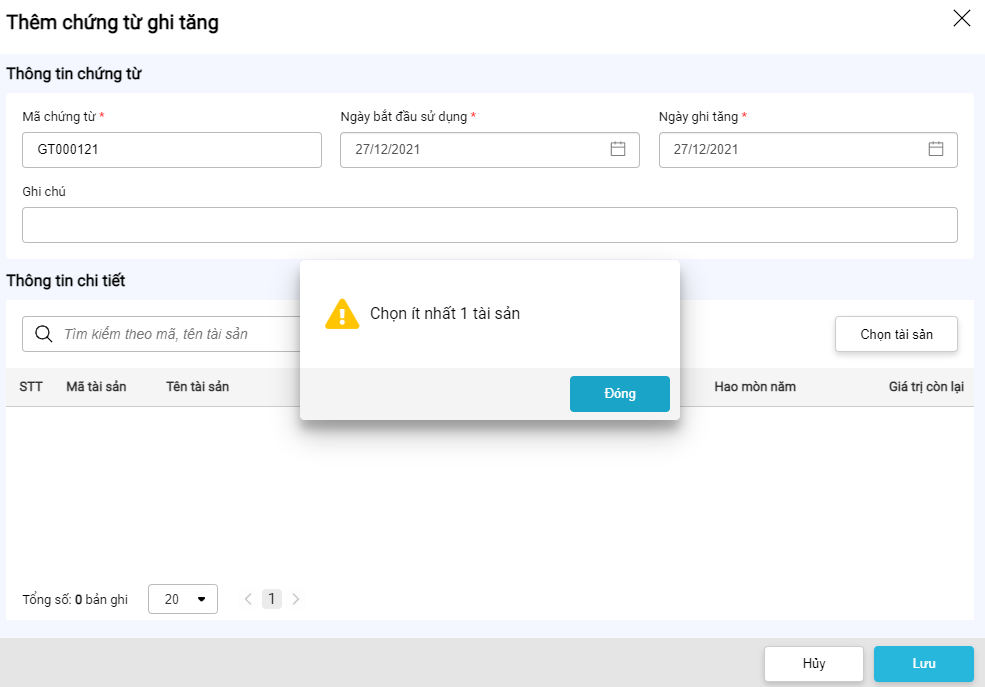 Thêm chứng từ ghi tăng
Thông tin chứng từ
Mã chứng từ * Ngày bắt đầu sử dụng * Ngày ghi tăng *
GT000121 27/12/2021 27/12/2021
Ghi chú
Thông tin chi tiết
Chọn ít nhất 1 tài sản
Tìm kiếm theo mã, tên tài sản Chọn tài sản
STT Mã tài sản Tên tài sản Hao mòn năm Giá trị còn lại
Đóng
Tổng số: 0 bản ghi 20 1
Hủy Lưu